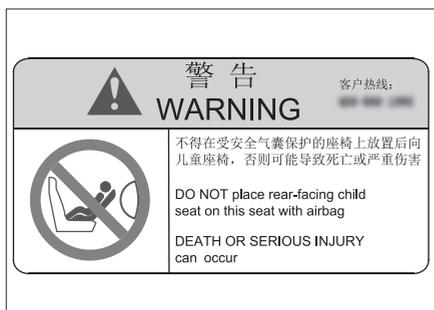 警告
WARNING
客户热线：
不得在受安全气囊保护的座椅上放置后向
儿童座椅，否则可能导致死亡或严重伤害
DO NOT place rear-facing child
seat on this seat with airbag
DEATH OR SERIOUS INJURY
can occur